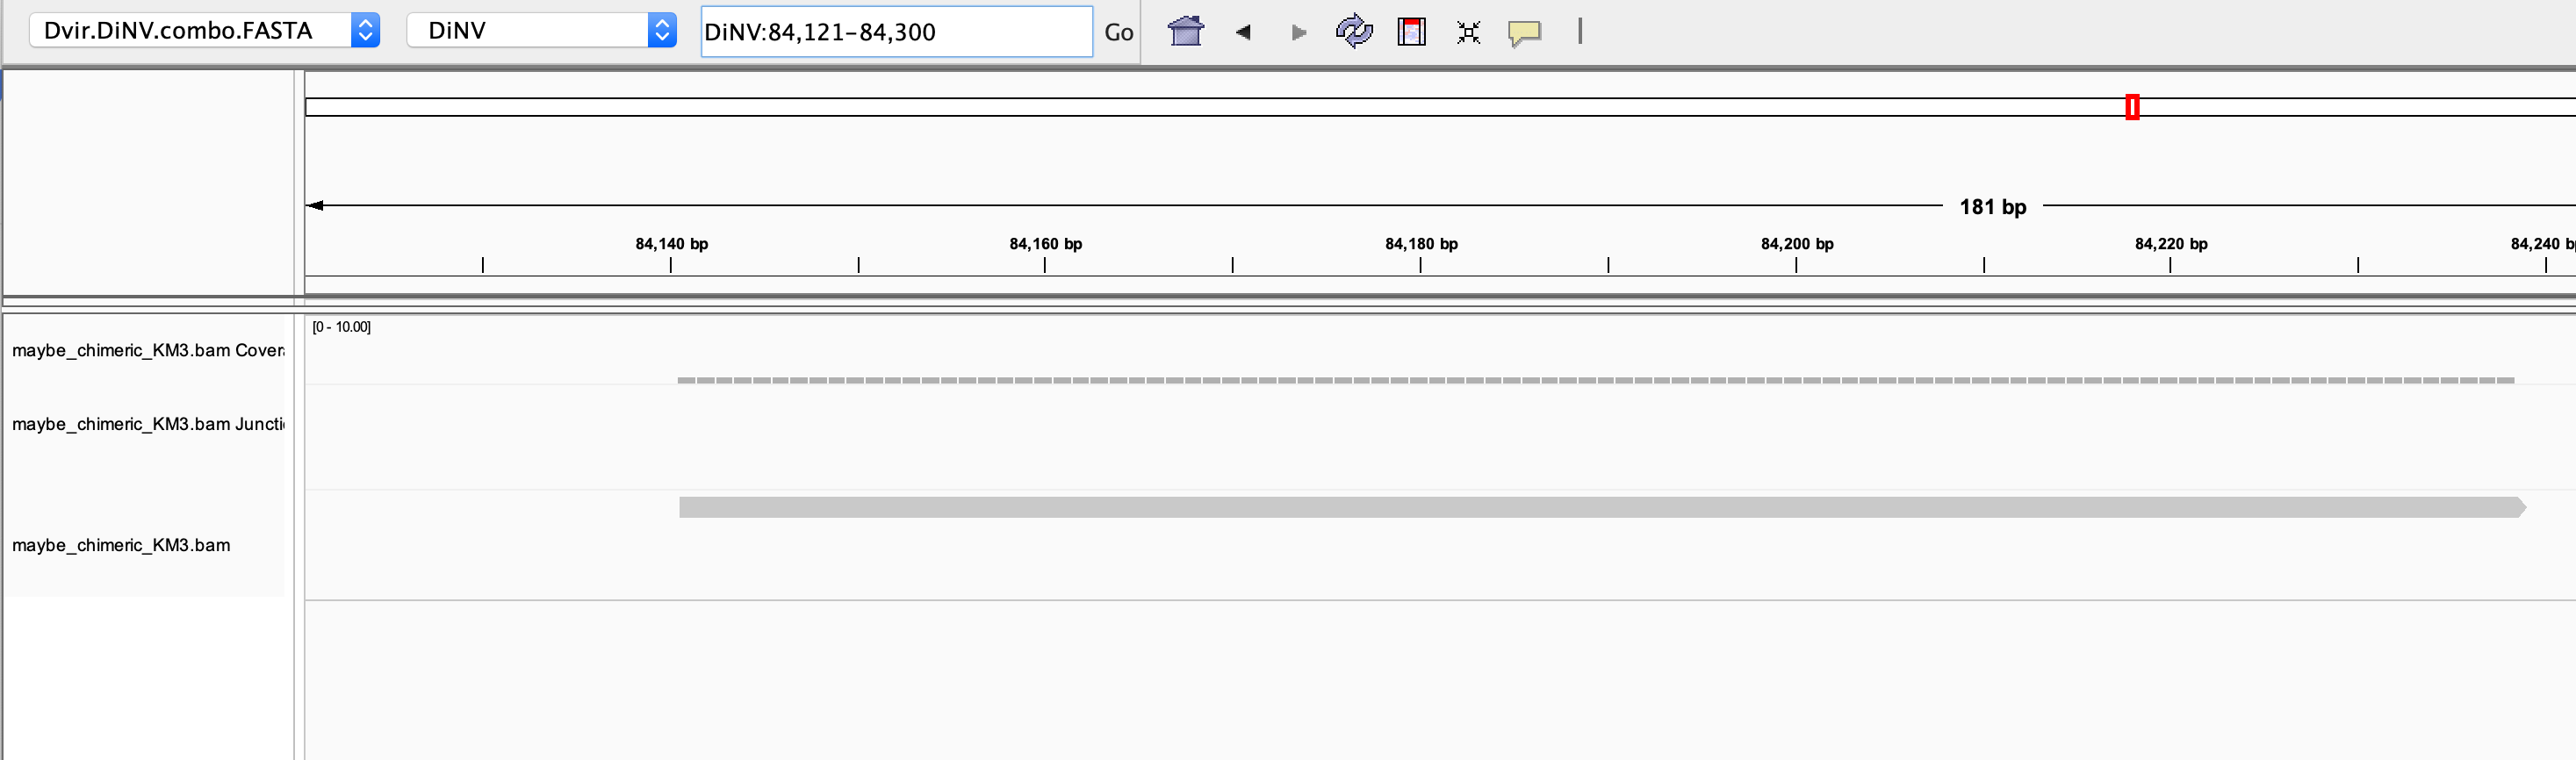 Dvir.DiNV.combo.FASTA DiNV DiNV:84,121-84,300 Go
181 bp
84,140 bp 84,160 bp 84,180 bp 84,200 bp 84,220 bp 84,240 b
[0 - 10.00]
maybe_chimeric_KM3.bam Cover
maybe_chimeric_KM3.bam Juncti
maybe_chimeric_KM3.bam